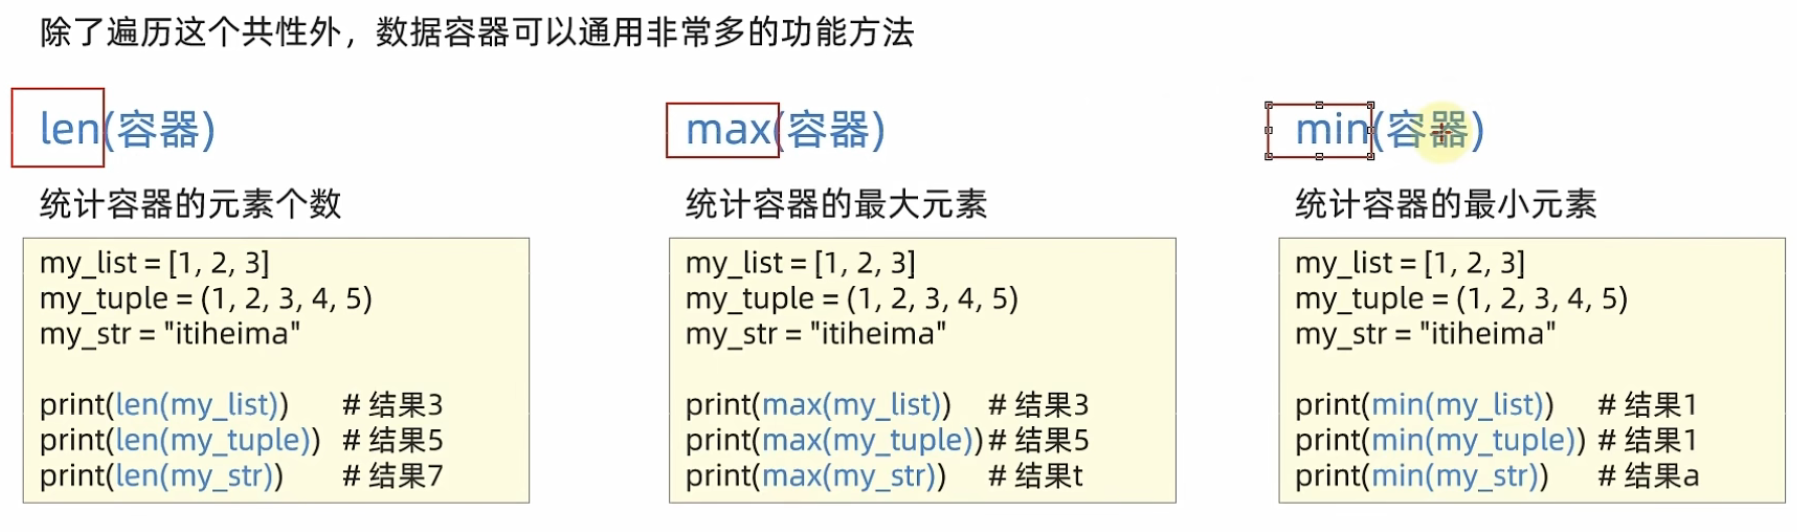 除了遍历这个共性外，数据容器可以通用非常多的功能方法
len(容器)
统计容器的元素个数
my_list = [1, 2, 3]
my_tuple = (1, 2, 3, 4, 5)
my_str = "itiheima"
print(len(my_list)) # 结果3
print(len(my_tuple)) # 结果5
print(len(my_str)) # 结果7
max(容器)
统计容器的最大元素
my_list = [1, 2, 3]
my_tuple = (1, 2, 3, 4, 5)
my_str = "itiheima"
print(max(my_list)) # 结果3
print(max(my_tuple)) # 结果5
print(max(my_str)) # 结果t
min(容器)
统计容器的最小元素
my_list = [1, 2, 3]
my_tuple = (1, 2, 3, 4, 5)
my_str = "itiheima"
print(min(my_list)) # 结果1
print(min(my_tuple)) # 结果1
print(min(my_str)) # 结果a